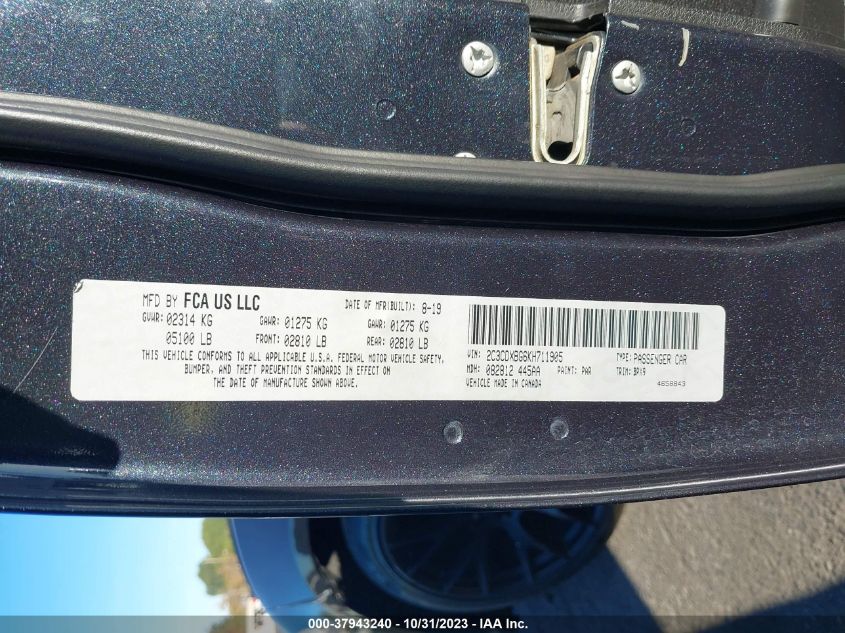 MFD BY FCA US LLC DATE OF MFR(BUILT): 8-19
GVWR: 02314 KG GAWR: 01275 KG GAWR: 01275 KG
05100 LB FRONT: 02810 LB REAR: 02810 LB
THIS VEHICLE CONFORMS TO ALL APPLICABLE U.S.A. FEDERAL MOTOR VEHICLE SAFETY,
BUMPER, AND THEFT PREVENTION STANDARDS IN EFFECT ON
THE DATE OF MANUFACTURE SHOWN ABOVE.
VIN: 2C3CDXBG8KH711905 TYPE: PASSENGER CAR
MDH: 082812 445AA PAINT: PAR TRIM: BPX9
VEHICLE MADE IN CANADA 4658843
000-37943240 - 10/31/2023 - IAA Inc.